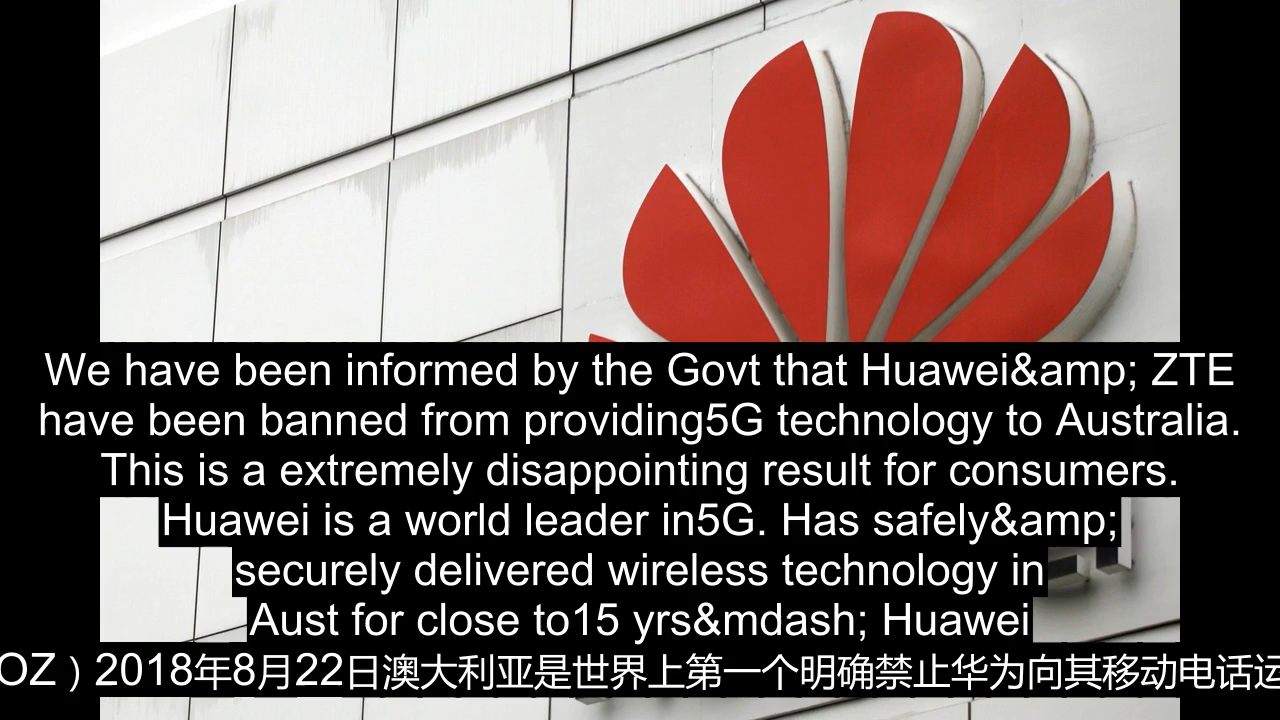 We have been informed by the Govt that Huawei&amp; ZTE
have been banned from providing5G technology to Australia.
This is a extremely disappointing result for consumers.
Huawei is a world leader in5G. Has safely&amp;
securely delivered wireless technology in
Aust for close to15 yrs&mdash; Huawei
OZ）2018年8月22日澳大利亚是世界上第一个明确禁止华为向其移动电话运